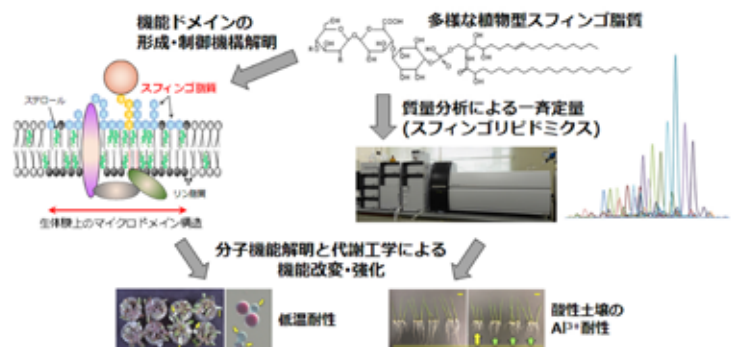 機能ドメインの
形成・制御機構解明
多様な植物型スフィンゴ脂質
スフィンゴ脂質
ステロール
リン脂質
生体膜上のマイクロドメイン構造
質量分析による一斉定量
(スフィンゴリピドミクス)
分子機能解明と代謝工学による
機能改変・強化
低温耐性
酸性土壌の
Al³⁺耐性